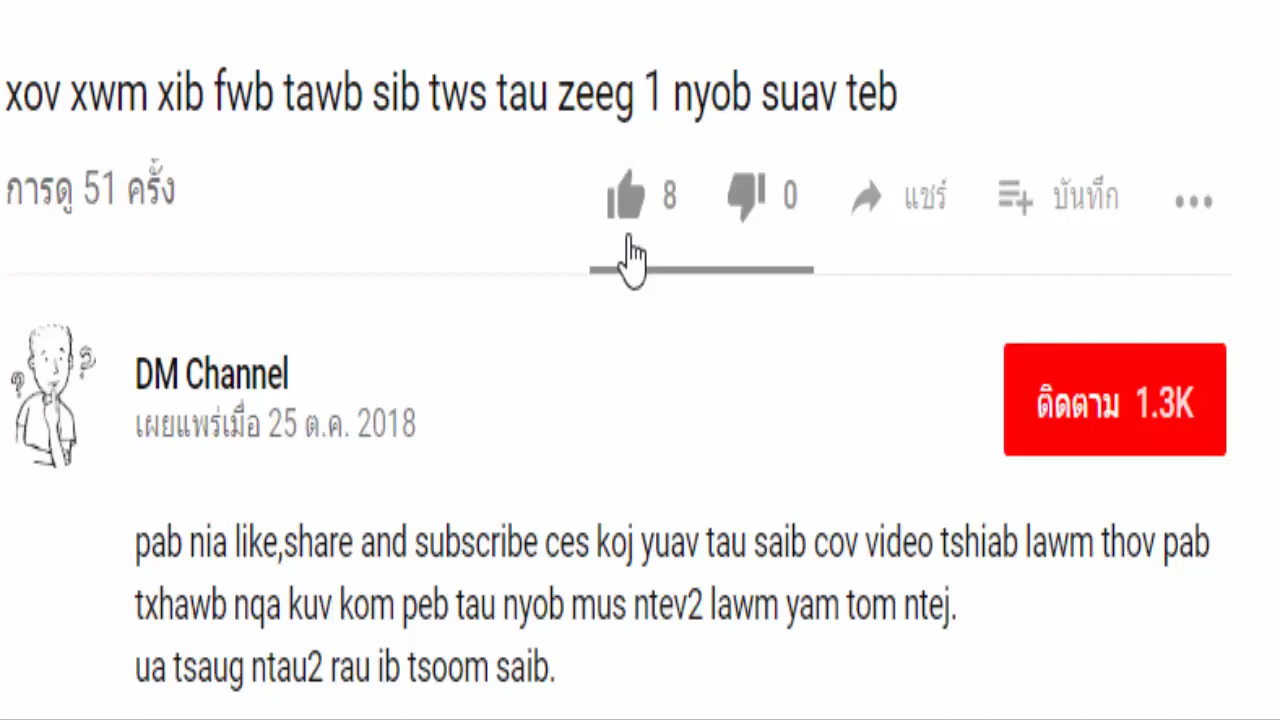 xov xwm xib fwb tawb sib tws tau zeeg 1 nyob suav teb
การดู 51 ครั้ง
8 0 แชร์ บันทึก
DM Channel
เผยแพร่เมื่อ 25 ต.ค. 2018
ติดตาม 1.3K
pab nia like,share and subscribe ces koj yuav tau saib cov video tshiab lawm thov pab
txhawb nqa kuv kom peb tau nyob mus ntev2 lawm yam tom ntej.
ua tsaug ntau2 rau ib tsoom saib.